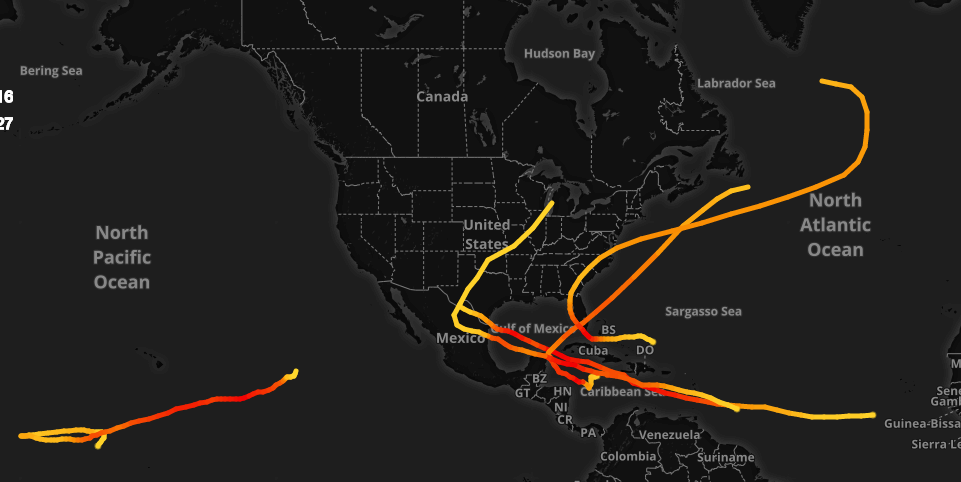 Hudson Bay
Bering Sea
Labrador Sea
16
Canada
27
North
Pacific
Ocean
United
States
North
Atlantic
Ocean
Sargasso Sea
Gulf of Mexico
BS
Mexico
Cuba
DO
BZ
GT
HN
Caribbean Sea
NI
CR
PA
Venezuela
Colombia
Suriname
M
Sene
Gamb
Guinea-Bissa
Sierra Le